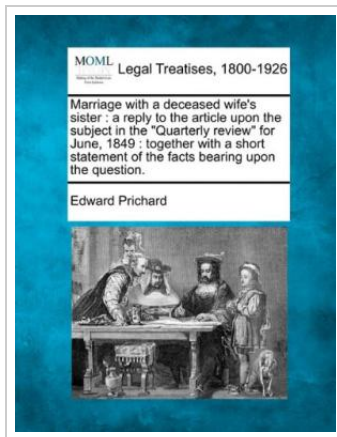 MOML
Legal Treatises, 1800-1926
Marriage with a deceased wife's
sister : a reply to the article upon the
subject in the "Quarterly review" for
June, 1849 : together with a short
statement of the facts bearing upon
the question.
Edward Prichard